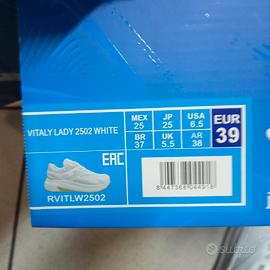 VITALY LADY 2502 WHITE
MEX 25
JP 25
USA 6.5
EUR 39
BR 37
UK 5.5
AR 38
EAC
RVITLW2502
Subito